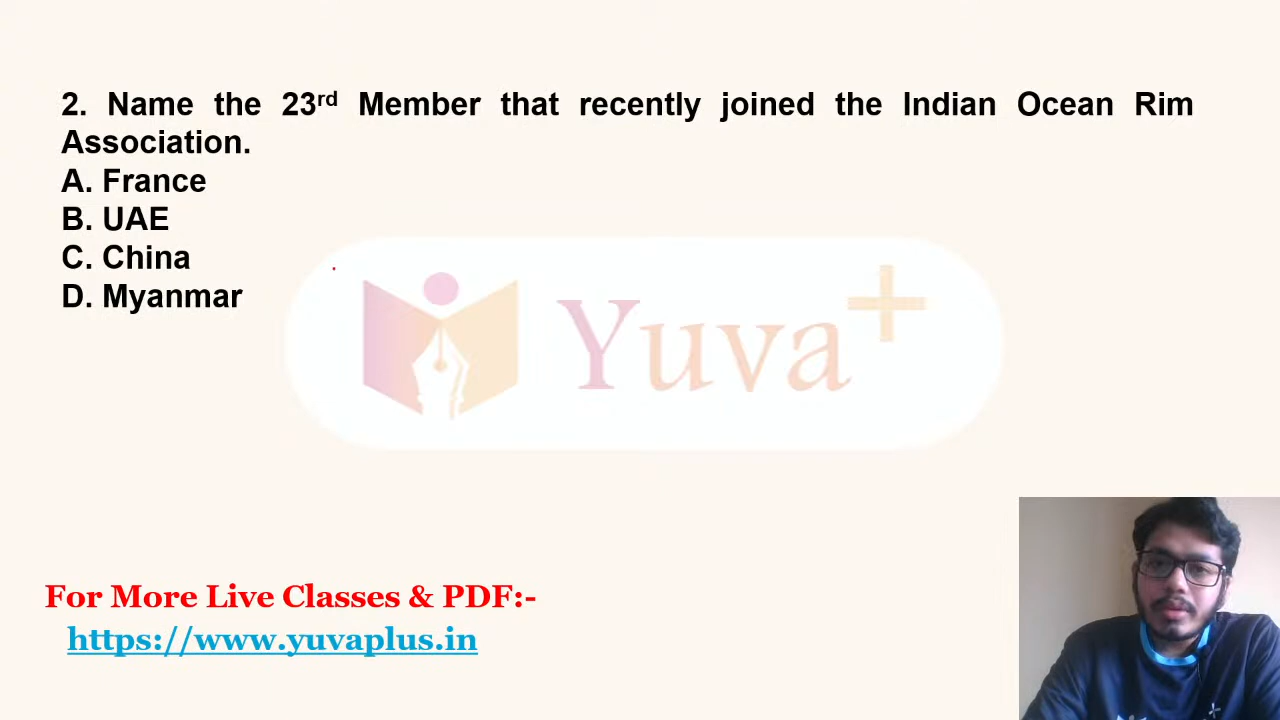 2. Name the 23rd Member that recently joined the Indian Ocean Rim
Association.
A. France
B. UAE
C. China
D. Myanmar
Yuva+
For More Live Classes & PDF:-
https://www.yuvaplus.in